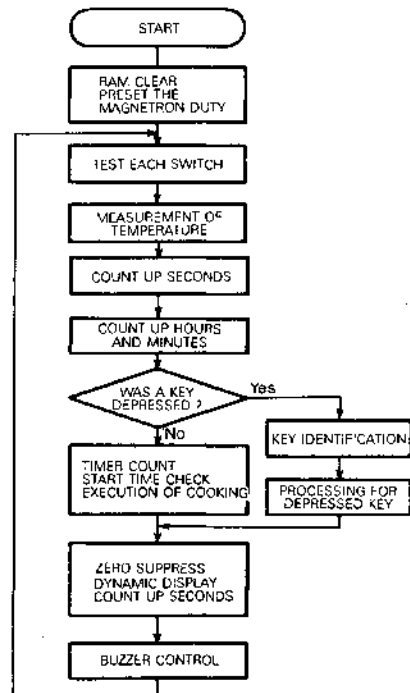 START
RAM CLEAR
PRESET THE
MAGNETRON DUTY
TEST EACH SWITCH
MEASUREMENT OF
TEMPERATURE
COUNT UP SECONDS
COUNT UP HOURS
AND MINUTES
WAS A KEY
DEPRESSED ?
Yes
No
KEY IDENTIFICATION
TIMER COUNT
START TIME CHECK
EXECUTION OF COOKING
PROCESSING FOR
DEPRESSED KEY
ZERO SUPPRESS
DYNAMIC DISPLAY
COUNT UP SECONDS
BUZZER CONTROL